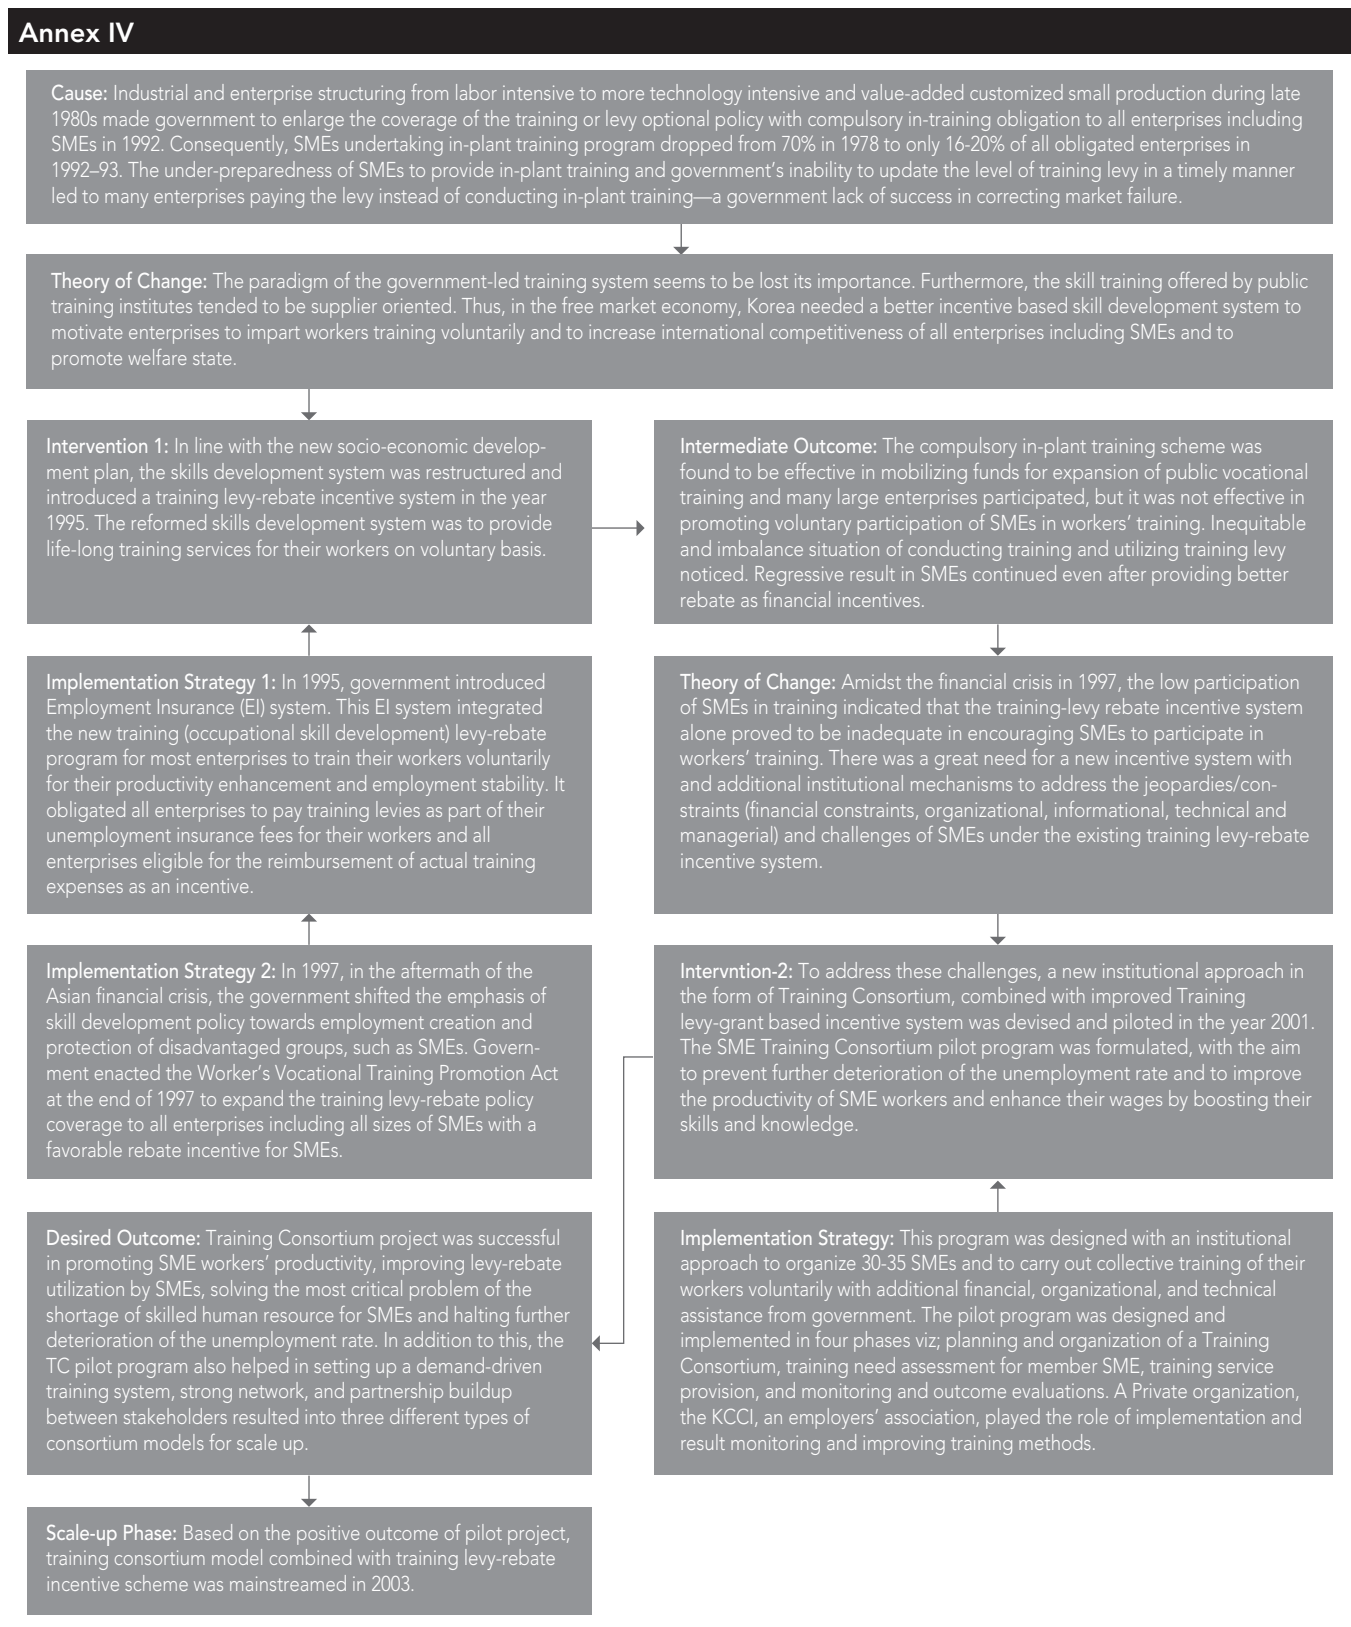 Annex IV
Cause: Industrial and enterprise structuring from labor intensive to more technology intensive and value-added customized small production during late
1980s made government to enlarge the coverage of the training or levy optional policy with compulsory in-training obligation to all enterprises including
SMEs in 1992. Consequently, SMEs undertaking in-plant training program dropped from 70% in 1978 to only 16-20% of all obligated enterprises in
1992–93. The under-preparedness of SMEs to provide in-plant training and government's inability to update the level of training levy in a timely manner
led to many enterprises paying the levy instead of conducting in-plant training—a government lack of success in correcting market failure.
Theory of Change: The paradigm of the government-led training system seems to be lost its importance. Furthermore, the skill training offered by public
training institutes tended to be supplier oriented. Thus, in the free market economy, Korea needed a better incentive based skill development system to
motivate enterprises to impart workers training voluntarily and to increase international competitiveness of all enterprises including SMEs and to
promote welfare state.
Intervention 1: In line with the new socio-economic develop-
ment plan, the skills development system was restructured and
introduced a training levy-rebate incentive system in the year
1995. The reformed skills development system was to provide
life-long training services for their workers on voluntary basis.
Intermediate Outcome: The compulsory in-plant training scheme was
found to be effective in mobilizing funds for expansion of public vocational
training and many large enterprises participated, but it was not effective in
promoting voluntary participation of SMEs in workers' training. Inequitable
and imbalance situation of conducting training and utilizing training levy
noticed. Regressive result in SMEs continued even after providing better
rebate as financial incentives.
Implementation Strategy 1: In 1995, government introduced
Employment Insurance (EI) system. This EI system integrated
the new training (occupational skill development) levy-rebate
program for most enterprises to train their workers voluntarily
for their productivity enhancement and employment stability. It
obligated all enterprises to pay training levies as part of their
unemployment insurance fees for their workers and all
enterprises eligible for the reimbursement of actual training
expenses as an incentive.
Theory of Change: Amidst the financial crisis in 1997, the low participation
of SMEs in training indicated that the training-levy rebate incentive system
alone proved to be inadequate in encouraging SMEs to participate in
workers' training. There was a great need for a new incentive system with
and additional institutional mechanisms to address the jeopardies/con-
straints (financial constraints, organizational, informational, technical and
managerial) and challenges of SMEs under the existing training levy-rebate
incentive system.
Implementation Strategy 2: In 1997, in the aftermath of the
Asian financial crisis, the government shifted the emphasis of
skill development policy towards employment creation and
protection of disadvantaged groups, such as SMEs. Govern-
ment enacted the Worker's Vocational Training Promotion Act
at the end of 1997 to expand the training levy-rebate policy
coverage to all enterprises including all sizes of SMEs with a
favorable rebate incentive for SMEs.
Intervntion-2: To address these challenges, a new institutional approach in
the form of Training Consortium, combined with improved Training
levy-grant based incentive system was devised and piloted in the year 2001.
The SME Training Consortium pilot program was formulated, with the aim
to prevent further deterioration of the unemployment rate and to improve
the productivity of SME workers and enhance their wages by boosting their
skills and knowledge.
Desired Outcome: Training Consortium project was successful
in promoting SME workers' productivity, improving levy-rebate
utilization by SMEs, solving the most critical problem of the
shortage of skilled human resource for SMEs and halting further
deterioration of the unemployment rate. In addition to this, the
TC pilot program also helped in setting up a demand-driven
training system, strong network, and partnership buildup
between stakeholders resulted into three different types of
consortium models for scale up.
Implementation Strategy: This program was designed with an institutional
approach to organize 30-35 SMEs and to carry out collective training of their
workers voluntarily with additional financial, organizational, and technical
assistance from government. The pilot program was designed and
implemented in four phases viz; planning and organization of a Training
Consortium, training need assessment for member SME, training service
provision, and monitoring and outcome evaluations. A Private organization,
the KCCI, an employers' association, played the role of implementation and
result monitoring and improving training methods.
Scale-up Phase: Based on the positive outcome of pilot project,
training consortium model combined with training levy-rebate
incentive scheme was mainstreamed in 2003.